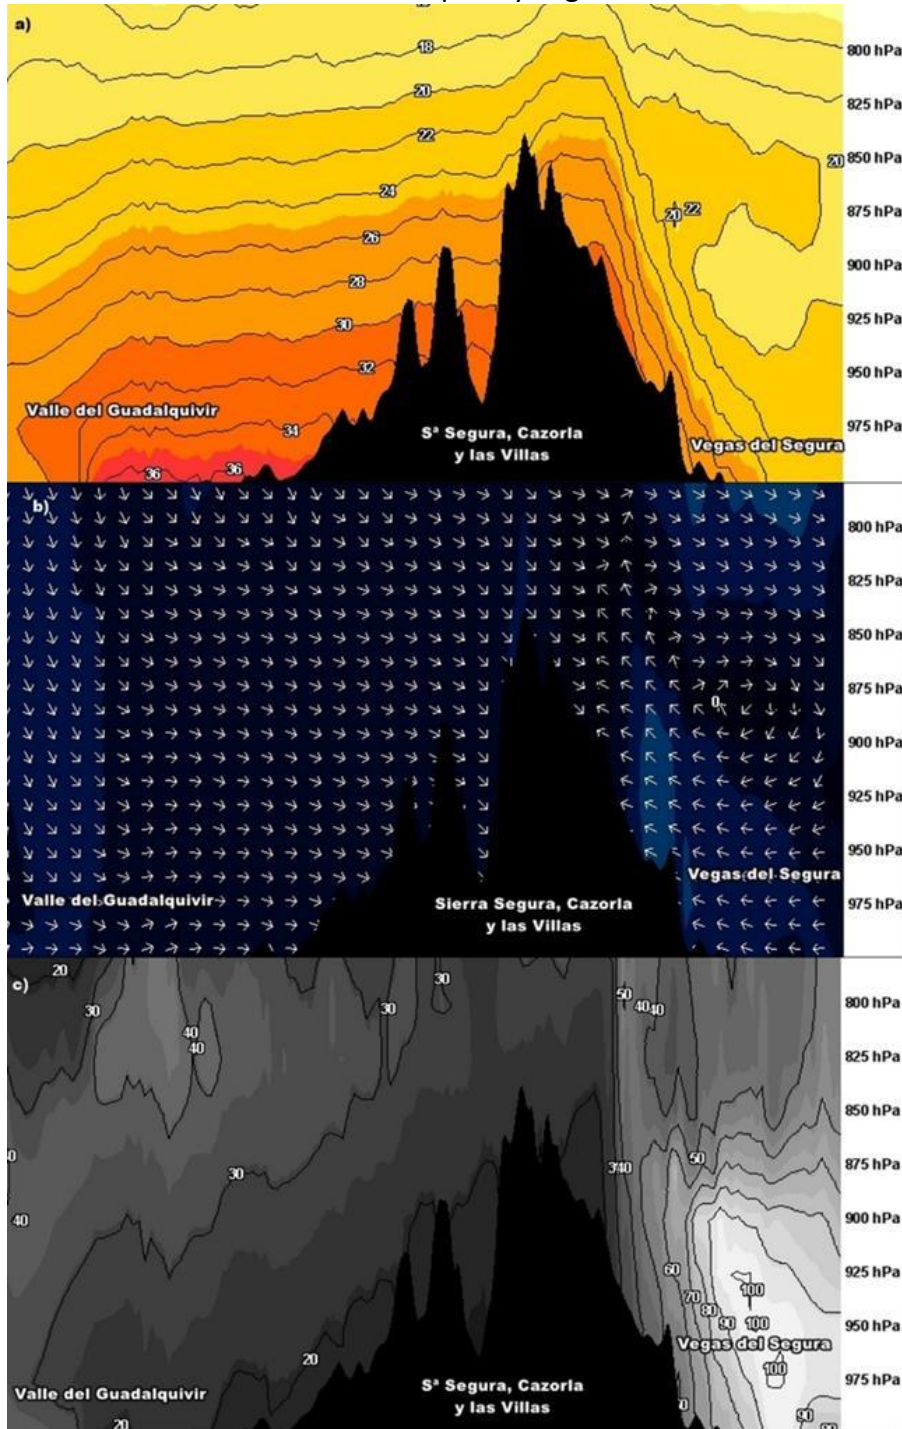 a)
18
800 hPa
20
825 hPa
22
850 hPa
20
24
875 hPa
20 22
26
900 hPa
28
925 hPa
30
32
950 hPa
Valle del Guadalquivir
34
975 hPa
Sª Segura, Cazorla
y las Villas
Vegas del Segura
36 36
b)
800 hPa
825 hPa
850 hPa
875 hPa
0
900 hPa
925 hPa
950 hPa
Vegas del Segura
Valle del Guadalquivir
975 hPa
Sierra Segura, Cazorla
y las Villas
20
c)
30
50
800 hPa
30
30
40 40
40
40
825 hPa
850 hPa
50
875 hPa
30
40
40
900 hPa
60
925 hPa
70
100
80
90 100
950 hPa
Vegas del Segura
20
100
975 hPa
Valle del Guadalquivir
Sª Segura, Cazorla
y las Villas
90
20